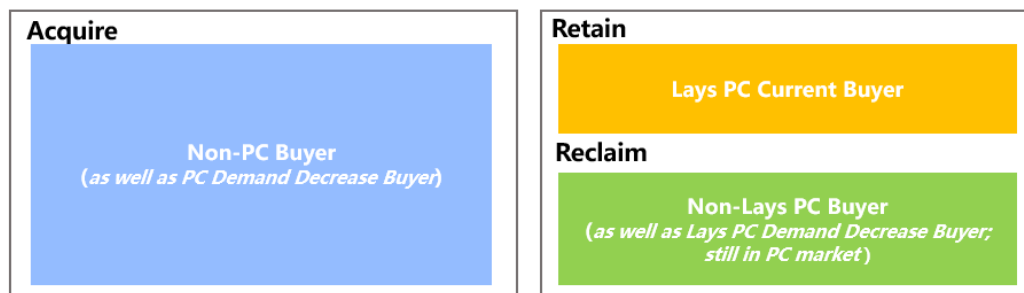 Acquire
Non-PC Buyer
(as well as PC Demand Decrease Buyer)
Retain
Lays PC Current Buyer
Reclaim
Non-Lays PC Buyer
(as well as Lays PC Demand Decrease Buyer;
still in PC market )